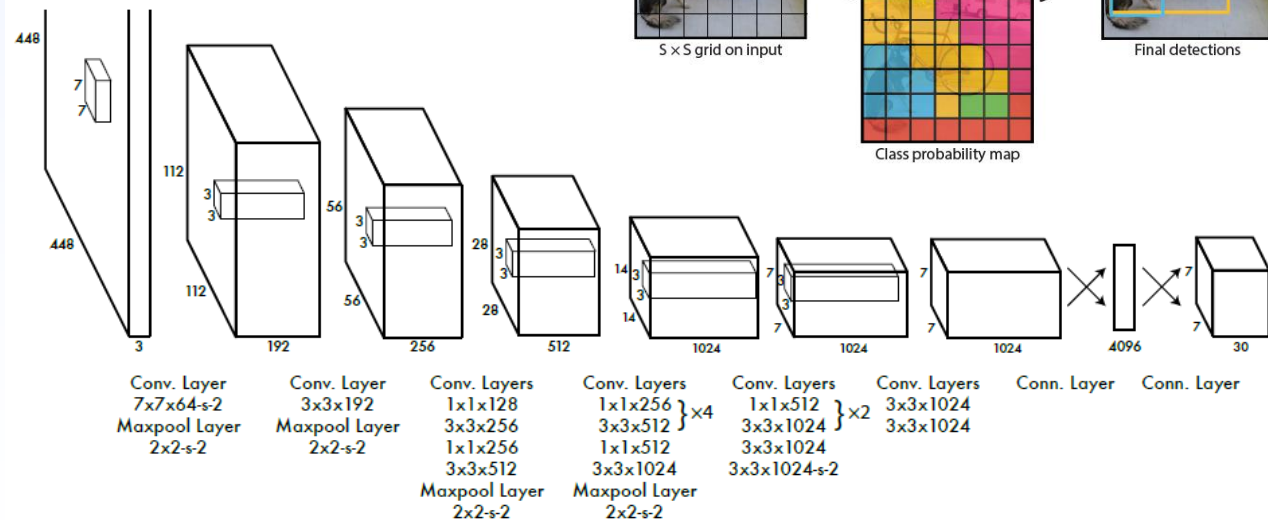 S × S grid on input
Final detections
Class probability map
448
7
7
448
3
112
3
3
112
192
56
3
3
56
256
28
3
3
28
512
14
3
3
14
1024
7
3
3
7
1024
7
7
1024
4096
7
7
30
Conv. Layer
7x7x64-s-2
Maxpool Layer
2x2-s-2
Conv. Layer
3x3x192
Maxpool Layer
2x2-s-2
Conv. Layers
1x1x128
3x3x256
1x1x256
3x3x512
Maxpool Layer
2x2-s-2
Conv. Layers
1x1x256
3x3x512
}×4
1x1x512
3x3x1024
Maxpool Layer
2x2-s-2
Conv. Layers
1x1x512
3x3x1024
}×2
3x3x1024
3x3x1024-s-2
Conv. Layers
3x3x1024
3x3x1024
Conn. Layer
Conn. Layer